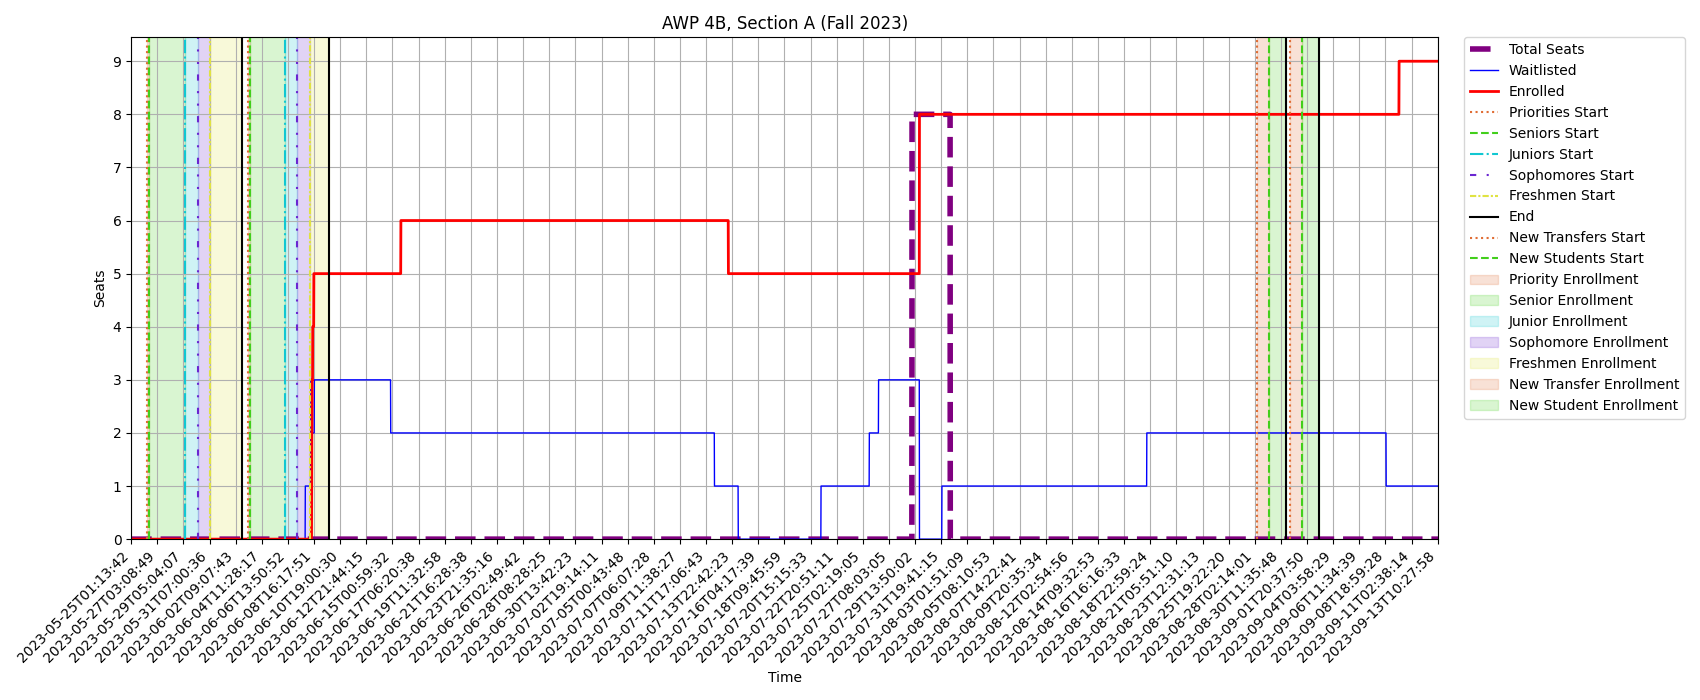 AWP 4B, Section A (Fall 2023)
Seats
9
8
7
6
5
4
3
2
1
0
2023-05-25T01:13:42
2023-05-27T03:08:49
2023-05-29T05:04:07
2023-05-31T07:00:36
2023-06-02T09:07:43
2023-06-04T11:28:17
2023-06-06T13:50:52
2023-06-08T16:17:51
2023-06-10T19:00:30
2023-06-12T21:44:15
2023-06-15T00:59:32
2023-06-17T06:20:38
2023-06-19T11:32:58
2023-06-21T16:28:38
2023-06-23T21:35:16
2023-06-26T02:49:42
2023-06-28T08:28:25
2023-06-30T13:42:23
2023-07-02T19:14:11
2023-07-05T00:43:48
2023-07-07T06:07:28
2023-07-09T11:38:27
2023-07-11T17:06:43
2023-07-13T22:42:23
2023-07-16T04:17:39
2023-07-18T09:45:59
2023-07-20T15:15:33
2023-07-22T20:51:11
2023-07-25T02:19:05
2023-07-27T08:03:05
2023-07-29T13:50:02
2023-07-31T19:41:15
2023-08-03T01:51:09
2023-08-05T08:10:53
2023-08-07T14:22:41
2023-08-09T20:35:34
2023-08-12T02:54:56
2023-08-14T09:32:53
2023-08-16T16:16:33
2023-08-18T22:59:24
2023-08-21T05:51:10
2023-08-23T12:31:13
2023-08-25T19:22:20
2023-08-28T02:14:01
2023-08-30T11:35:48
2023-09-01T20:37:50
2023-09-04T03:58:29
2023-09-06T11:34:39
2023-09-08T18:59:28
2023-09-11T02:38:14
2023-09-13T10:27:58
Time
Total Seats
Waitlisted
Enrolled
Priorities Start
Seniors Start
Juniors Start
Sophomores Start
Freshmen Start
End
New Transfers Start
New Students Start
Priority Enrollment
Senior Enrollment
Junior Enrollment
Sophomore Enrollment
Freshmen Enrollment
New Transfer Enrollment
New Student Enrollment